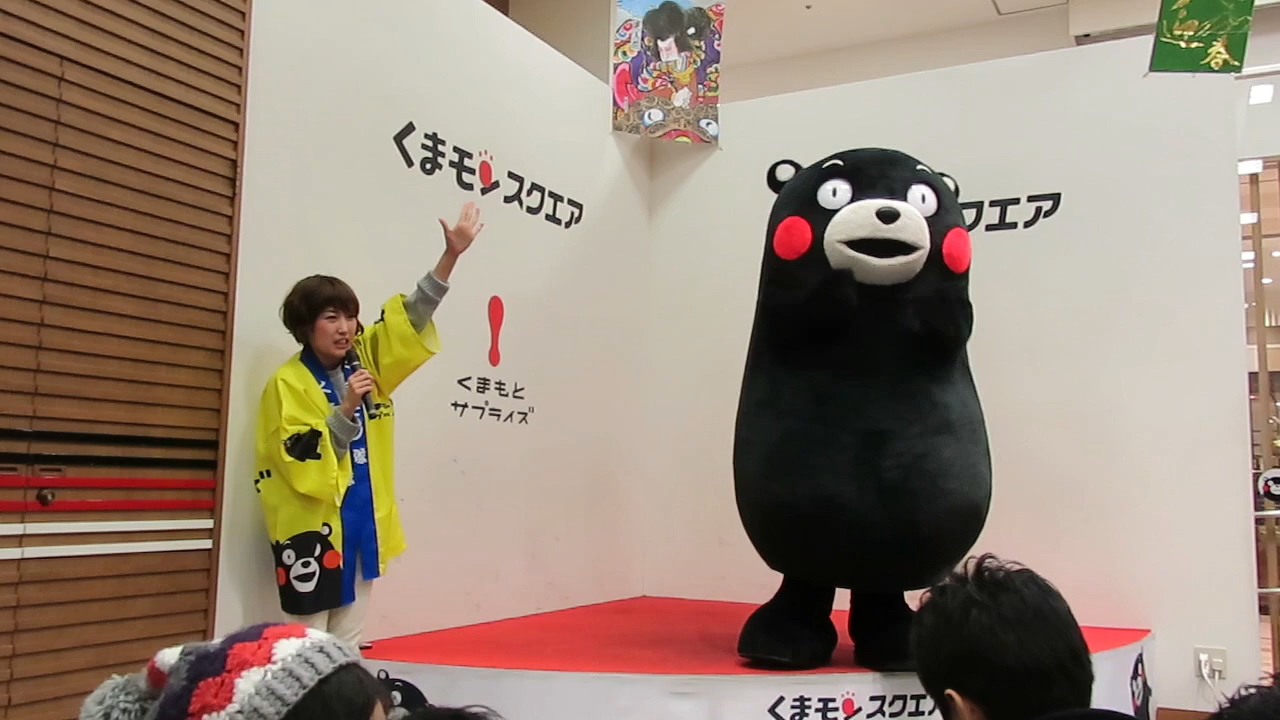 くまモンスクエア
くまもと
サプライズ
クエア
春
くまモンスクエア